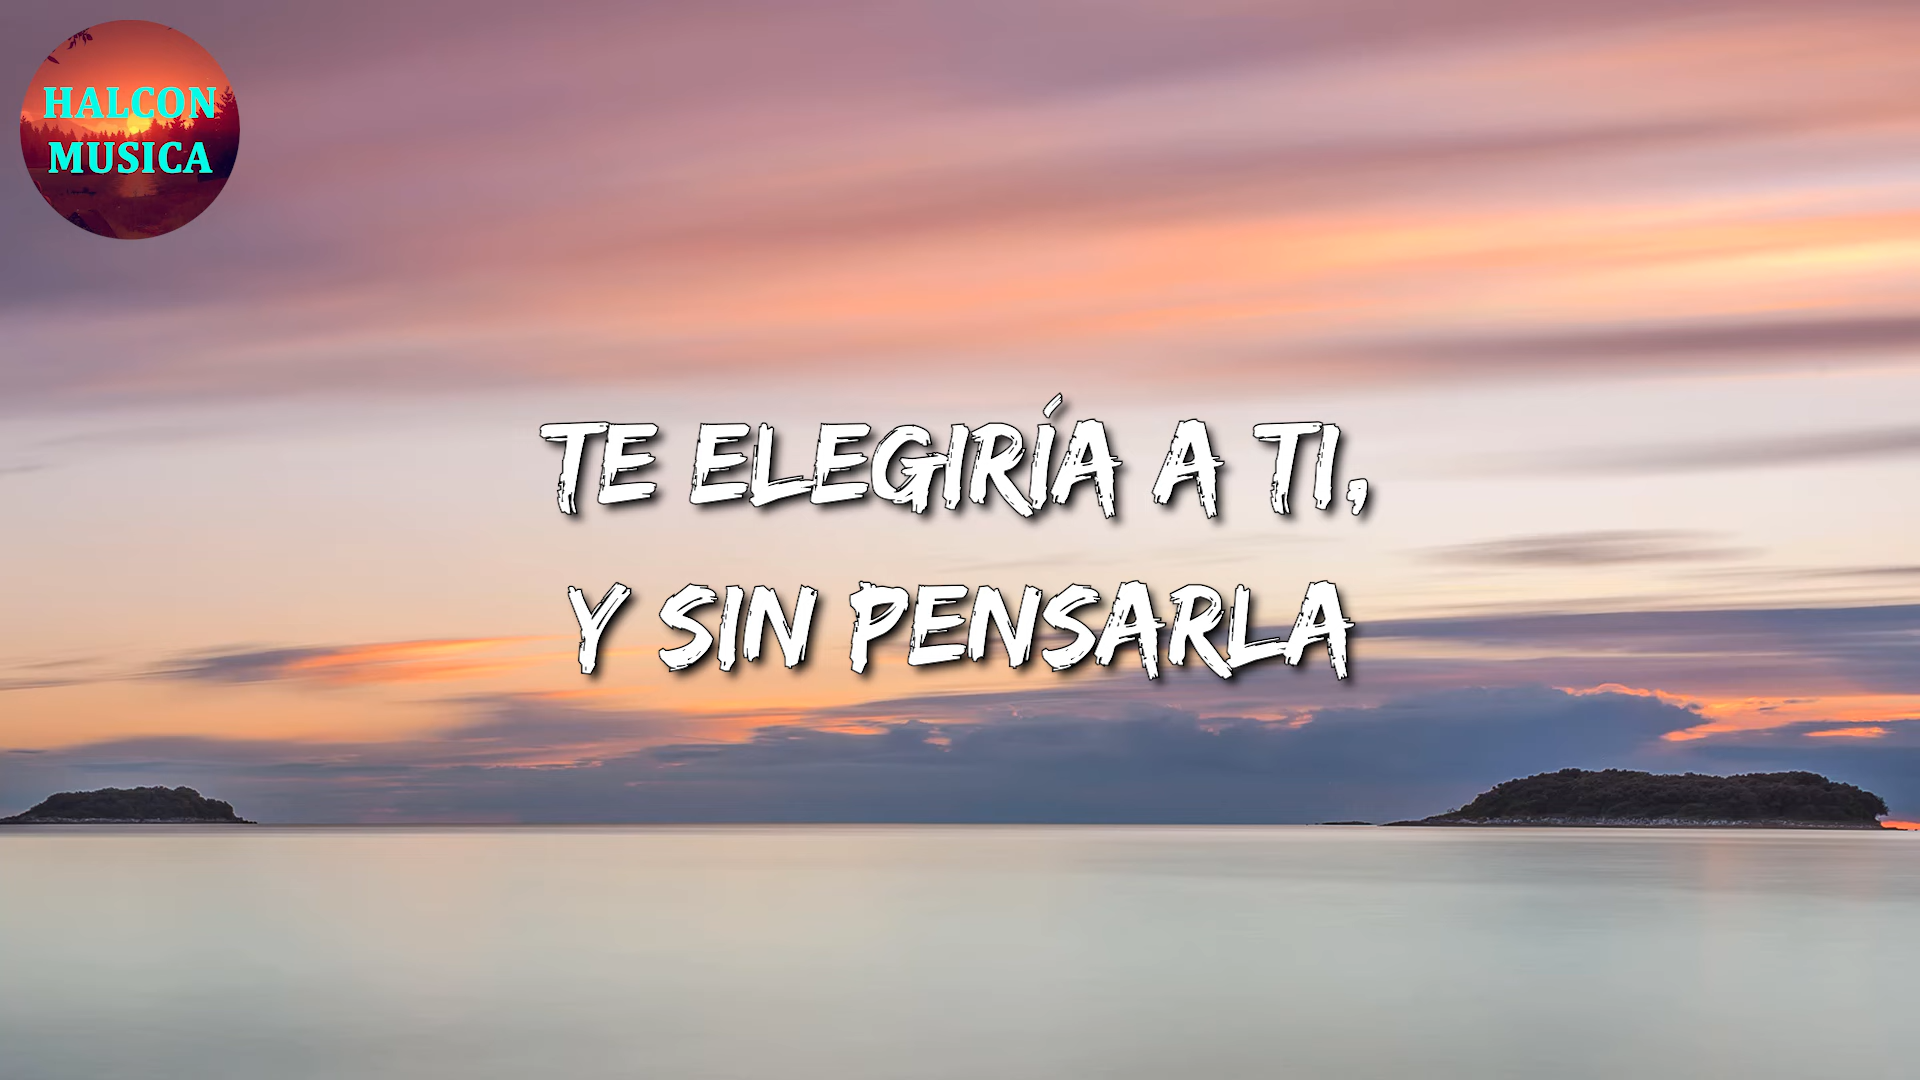 HALCON
MUSICA
TE ELEGIRÍA A TI,
Y SIN PENSARLA